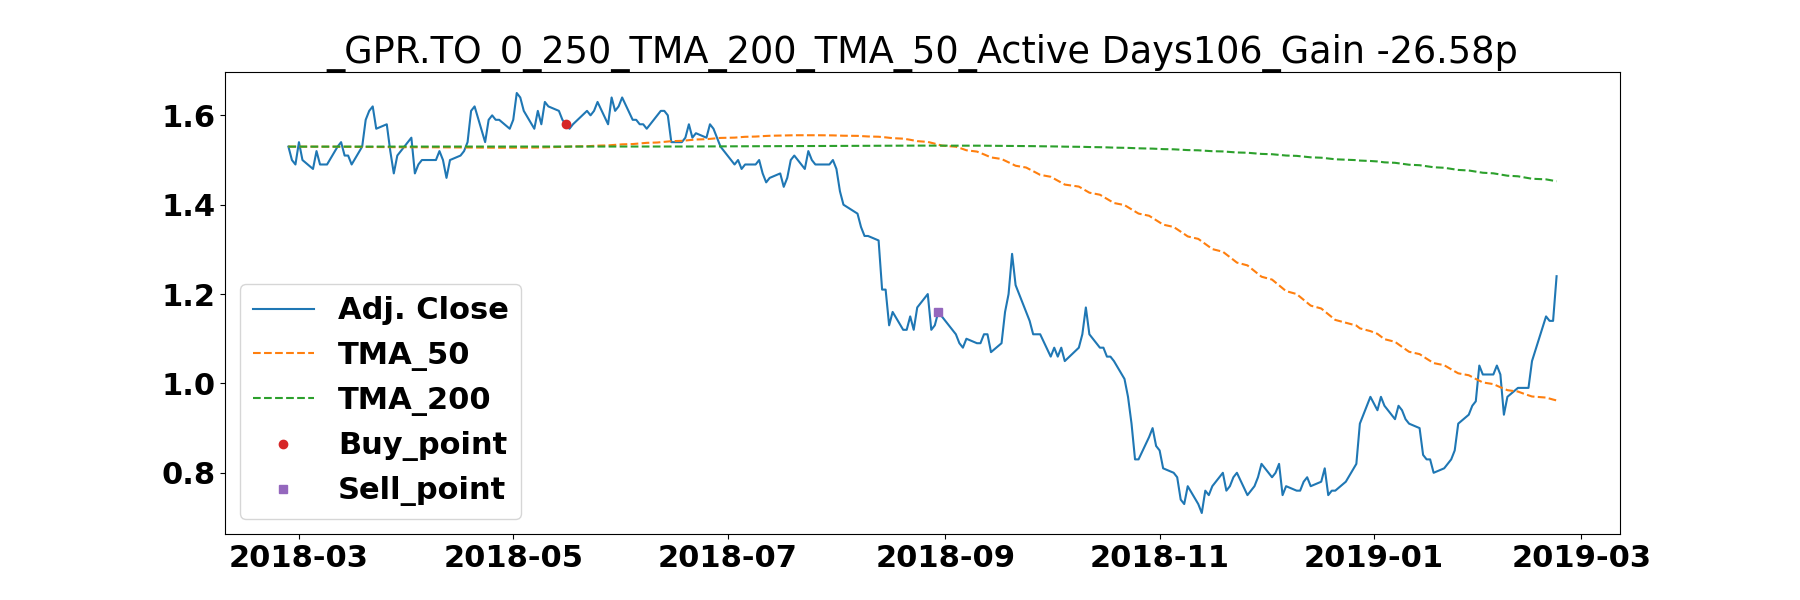 _GPR.TO_0_250_TMA_200_TMA_50_Active Days106_Gain -26.58p
1.6
1.4
1.2
1.0
0.8
Adj. Close
TMA_50
TMA_200
Buy_point
Sell_point
2018-03 2018-05 2018-07 2018-09 2018-11 2019-01 2019-03